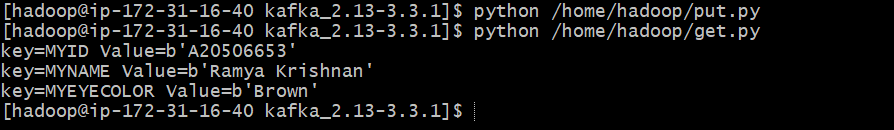 [hadoop@ip-172-31-16-40 kafka_2.13-3.3.1]$ python /home/hadoop/put.py
[hadoop@ip-172-31-16-40 kafka_2.13-3.3.1]$ python /home/hadoop/get.py
key=MYID Value=b'A20506653'
key=MYNAME Value=b'Ramya Krishnan'
key=MYEYECOLOR Value=b'Brown'
[hadoop@ip-172-31-16-40 kafka_2.13-3.3.1]$